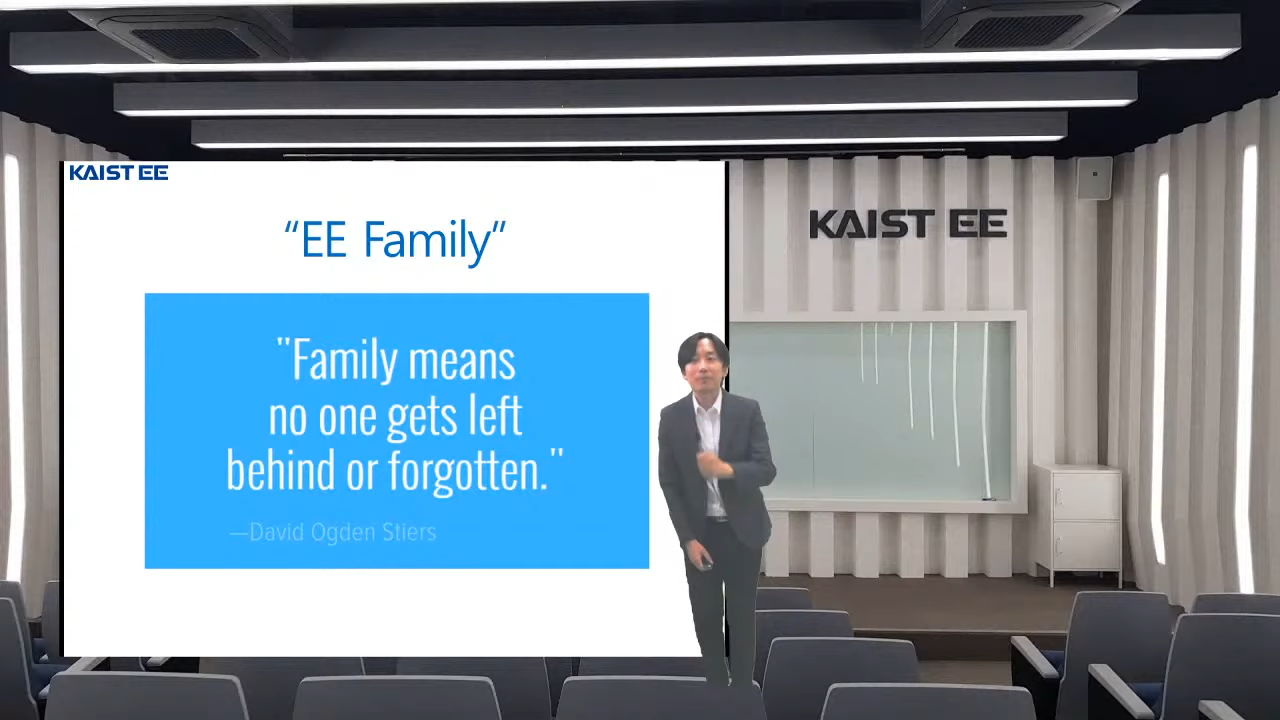 KAIST EE
“EE Family”
"Family means
no one gets left
behind or forgotten."
—David Ogden Stiers
KAIST EE